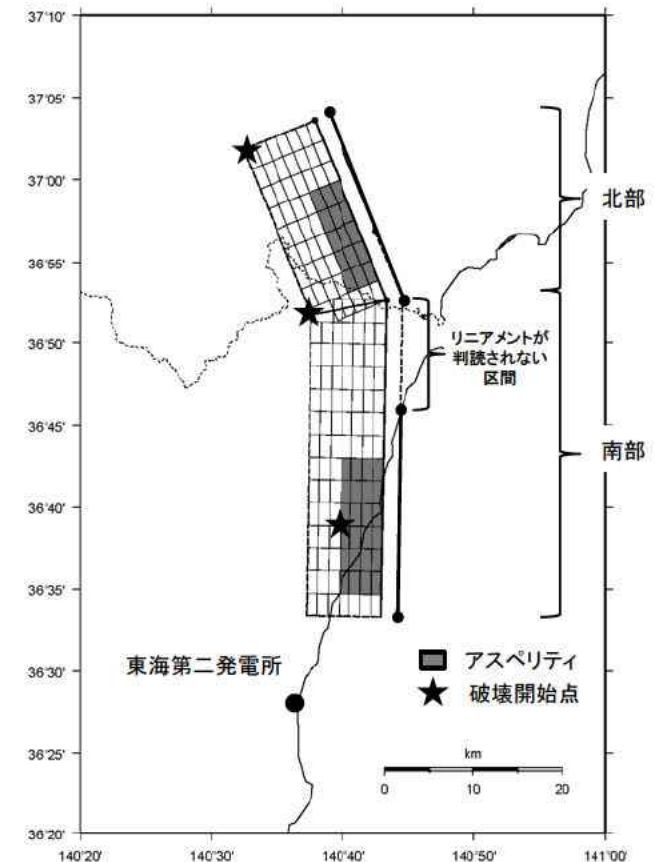 37°10'
37°05'
37°00'
36°55'
36°50'
36°45'
36°40'
36°35'
36°30'
36°25'
36°20'
140°20'
140°30'
140°40'
140°50'
141°00'
北部
リニアメントが
判読されない
区間
南部
東海第二発電所
アスペリティ
破壊開始点
km
0
10
20